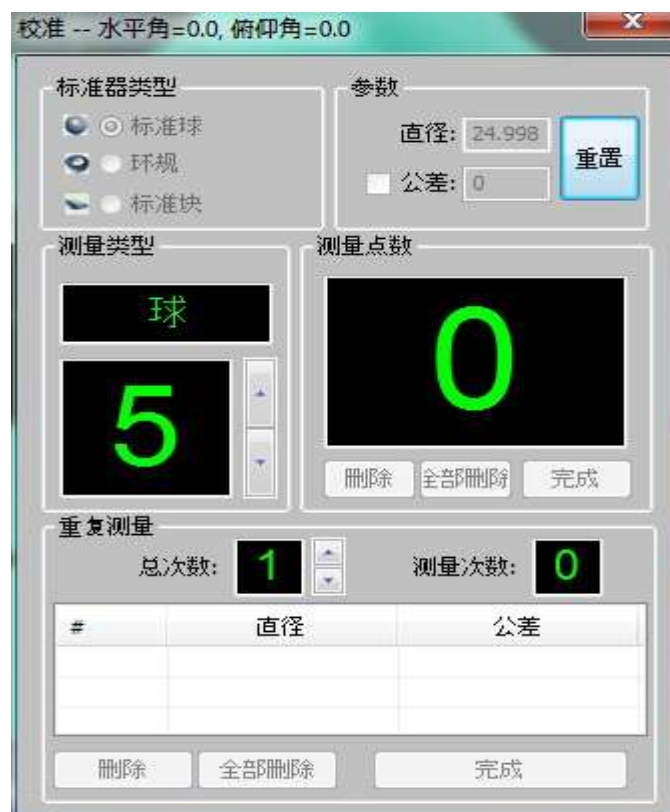 校准 -- 水平角=0.0, 俯仰角=0.0
标准器类型
标准球
环规
标准块
参数
直径: 24.998
公差: 0
重置
测量类型
球
5
测量点数
0
删除 全部删除 完成
重复测量
总次数: 1 测量次数: 0
# 直径 公差
删除 全部删除 完成